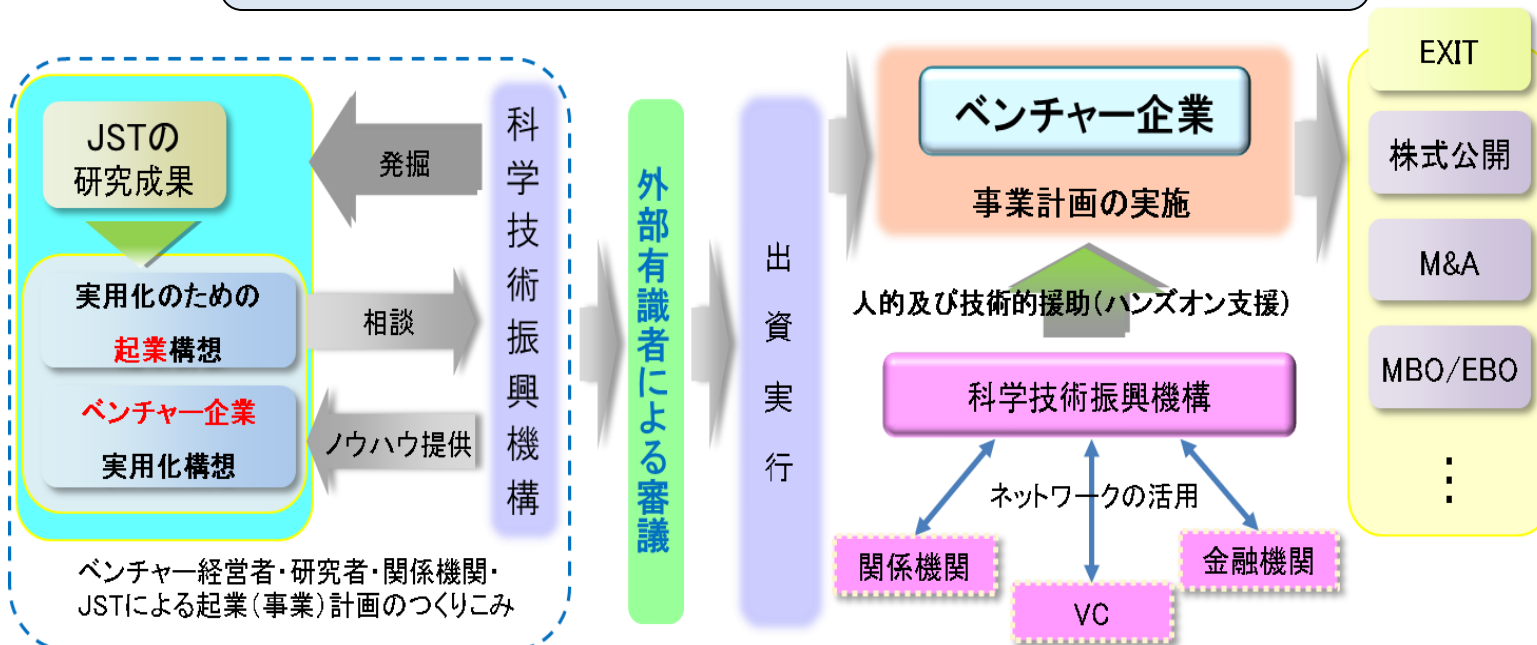 JSTの
研究成果
実用化のための
起業構想
ベンチャー企業
実用化構想
発掘
相談
ノウハウ提供
科学技術振興機構
ベンチャー経営者・研究者・関係機関・
JSTによる起業(事業)計画のつくりこみ
外部有識者による審議
出資実行
ベンチャー企業
事業計画の実施
人的及び技術的援助(ハンズオン支援)
科学技術振興機構
ネットワークの活用
関係機関
VC
金融機関
EXIT
株式公開
M&A
MBO/EBO
⋮